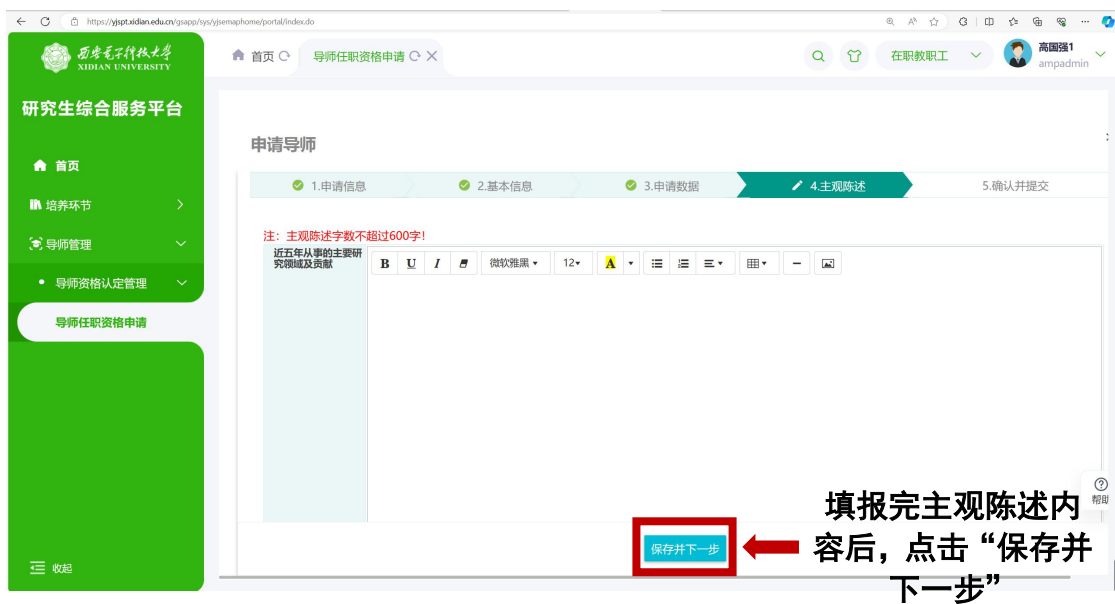 https://yjspt.xidian.edu.cn/gsapp/sys/yjsemaphome/portal/index.do
西安电子科技大学
XIDIAN UNIVERSITY
首页
导师任职资格申请
在职教职工
高国强1
ampadmin
研究生综合服务平台
首页
培养环节
导师管理
导师资格认定管理
导师任职资格申请
收起
申请导师
1.申请信息
2.基本信息
3.申请数据
4.主观陈述
5.确认并提交
注：主观陈述字数不超过600字!
近五年从事的主要研
究领域及贡献
B U I 微软雅黑 12 A
帮助
保存并下一步
填报完主观陈述内
容后，点击“保存并
下一步”